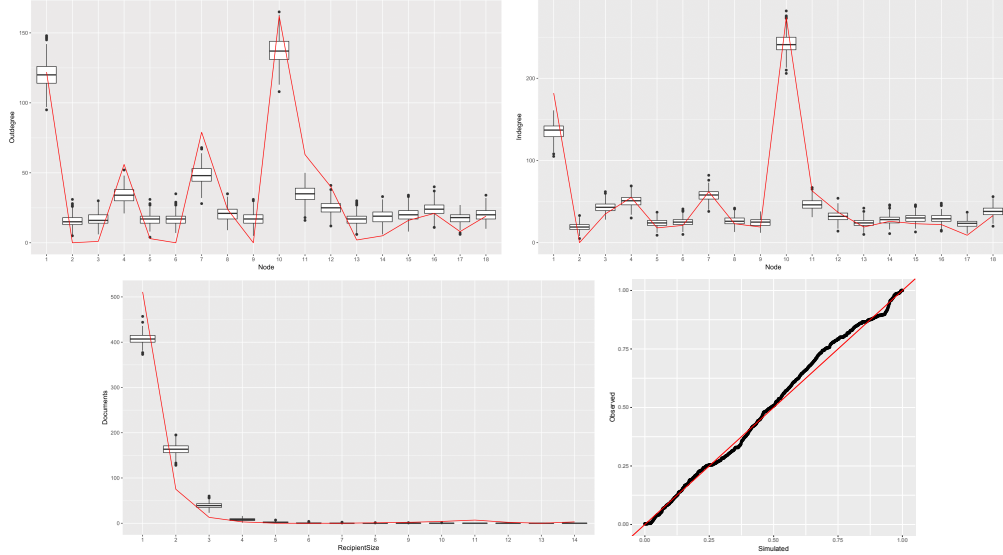 Outdegree
150
100
50
0
1 2 3 4 5 6 7 8 9 10 11 12 13 14 15 16 17 18
Node
Indegree
200
100
0
1 2 3 4 5 6 7 8 9 10 11 12 13 14 15 16 17 18
Node
Documents
500
400
300
200
100
0
1 2 3 4 5 6 7 8 9 10 11 12 13 14
RecipientSize
Observed
1.00
0.75
0.50
0.25
0.00
0.00 0.25 0.50 0.75 1.00
Simulated